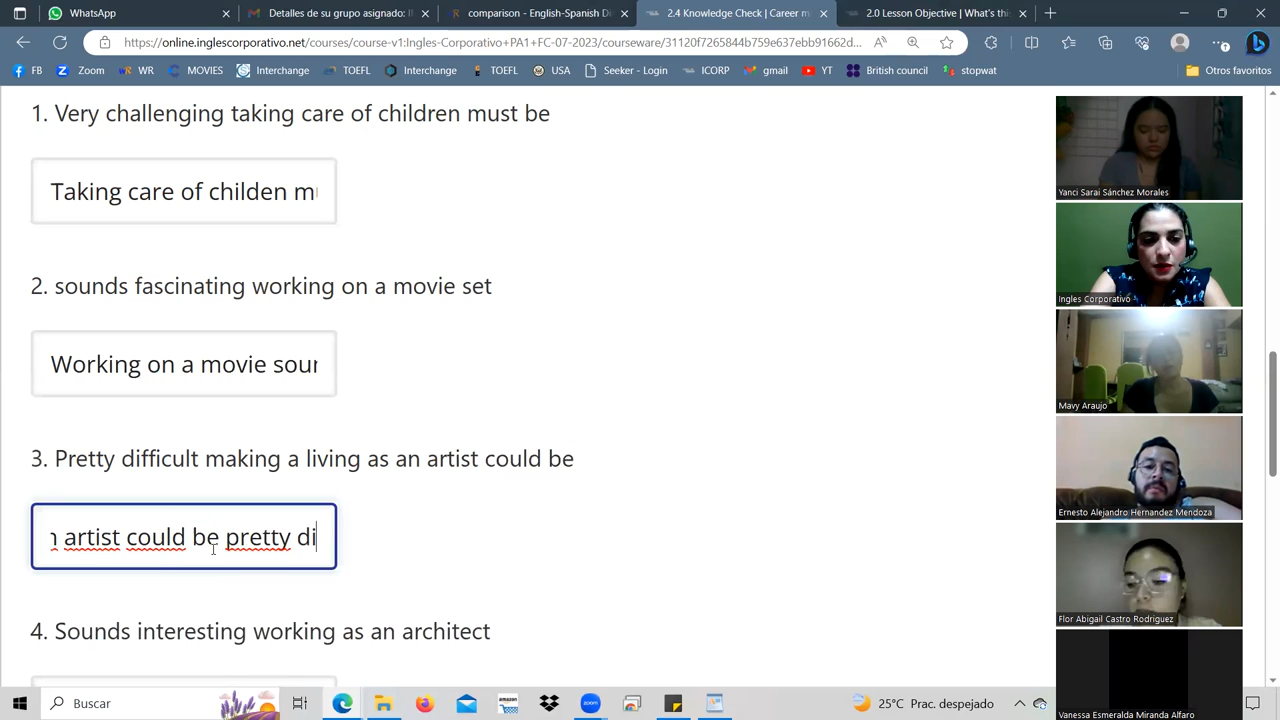 WhatsApp
Detalles de su grupo asignado: IF
comparison - English-Spanish Di
2.4 Knowledge Check | Career m
2.0 Lesson Objective | What's thi
https://online.inglescorporativo.net/courses/course-v1:Ingles-Corporativo+PA1+FC-07-2023/courseware/31120f7265844b759e637ebb91662d...
FB
Zoom
WR
MOVIES
Interchange
TOEFL
Interchange
TOEFL
USA
Seeker - Login
ICORP
gmail
YT
British council
stopwat
Otros favoritos
1. Very challenging taking care of children must be
Taking care of childen m
2. sounds fascinating working on a movie set
Working on a movie soun
3. Pretty difficult making a living as an artist could be
n artist could be pretty di
4. Sounds interesting working as an architect
Yanci Sarai Sánchez Morales
Ingles Corporativo
Mavy Araujo
Ernesto Alejandro Hernandez Mendoza
Flor Abigail Castro Rodriguez
Vanessa Esmeralda Miranda Alfaro
Buscar
25°C Prac. despejado